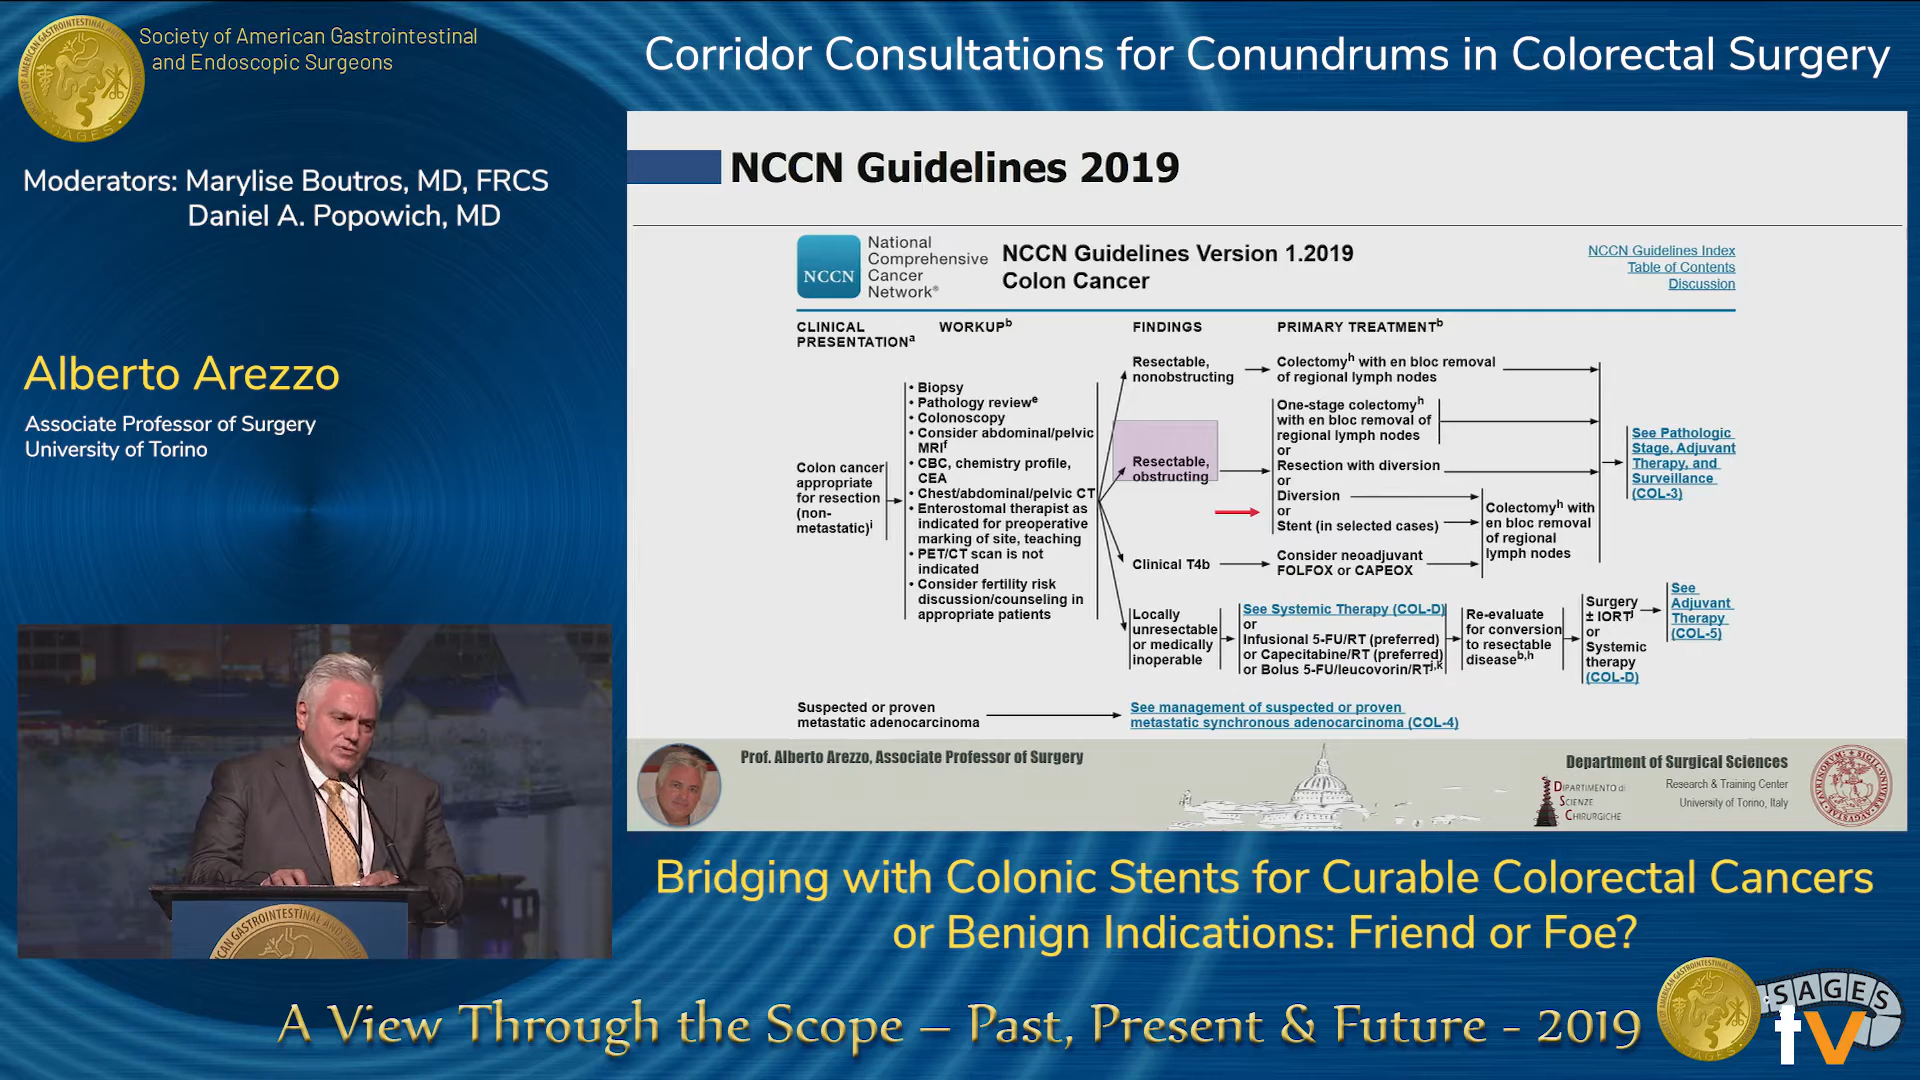 Society of American Gastrointestinal
and Endoscopic Surgeons
Corridor Consultations for Conundrums in Colorectal Surgery
Moderators: Marylise Boutros, MD, FRCS
Daniel A. Popowich, MD
Alberto Arezzo
Associate Professor of Surgery
University of Torino
NCCN Guidelines 2019
NCCN
National
Comprehensive
Cancer
Network®
NCCN Guidelines Version 1.2019
Colon Cancer
NCCN Guidelines Index
Table of Contents
Discussion
CLINICAL
PRESENTATIONa
WORKUPb
FINDINGS
PRIMARY TREATMENTb
Colon cancer
appropriate
for resection
(non-
metastatic)i
• Biopsy
• Pathology reviewe
• Colonoscopy
• Consider abdominal/pelvic
MRIf
• CBC, chemistry profile,
CEA
• Chest/abdominal/pelvic CT
• Enterostomal therapist as
indicated for preoperative
marking of site, teaching
• PET/CT scan is not
indicated
• Consider fertility risk
discussion/counseling in
appropriate patients
Resectable,
nonobstructing
Colectomyh with en bloc removal
of regional lymph nodes
Resectable,
obstructing
One-stage colectomyh
with en bloc removal of
regional lymph nodes
or
Resection with diversion
or
Diversion
or
Stent (in selected cases)
Colectomyh with
en bloc removal
of regional
lymph nodes
See Pathologic
Stage, Adjuvant
Therapy, and
Surveillance
(COL-3)
Clinical T4b
Consider neoadjuvant
FOLFOX or CAPEOX
Locally
unresectable
or medically
inoperable
See Systemic Therapy (COL-D)
or
Infusional 5-FU/RT (preferred)
or Capecitabine/RT (preferred)
or Bolus 5-FU/leucovorin/RTj,k
Re-evaluate
for conversion
to resectable
diseaseb,h
Surgery
± IORTj
or
Systemic
therapy
(COL-D)
See
Adjuvant
Therapy
(COL-5)
Suspected or proven
metastatic adenocarcinoma
See management of suspected or proven
metastatic synchronous adenocarcinoma (COL-4)
Prof. Alberto Arezzo, Associate Professor of Surgery
DIPARTIMENTO di
SCIENZE
CHIRURGICHE
Department of Surgical Sciences
Research & Training Center
University of Torino, Italy
Bridging with Colonic Stents for Curable Colorectal Cancers
or Benign Indications: Friend or Foe?
A View Through the Scope – Past, Present & Future - 2019
SAGES
tv